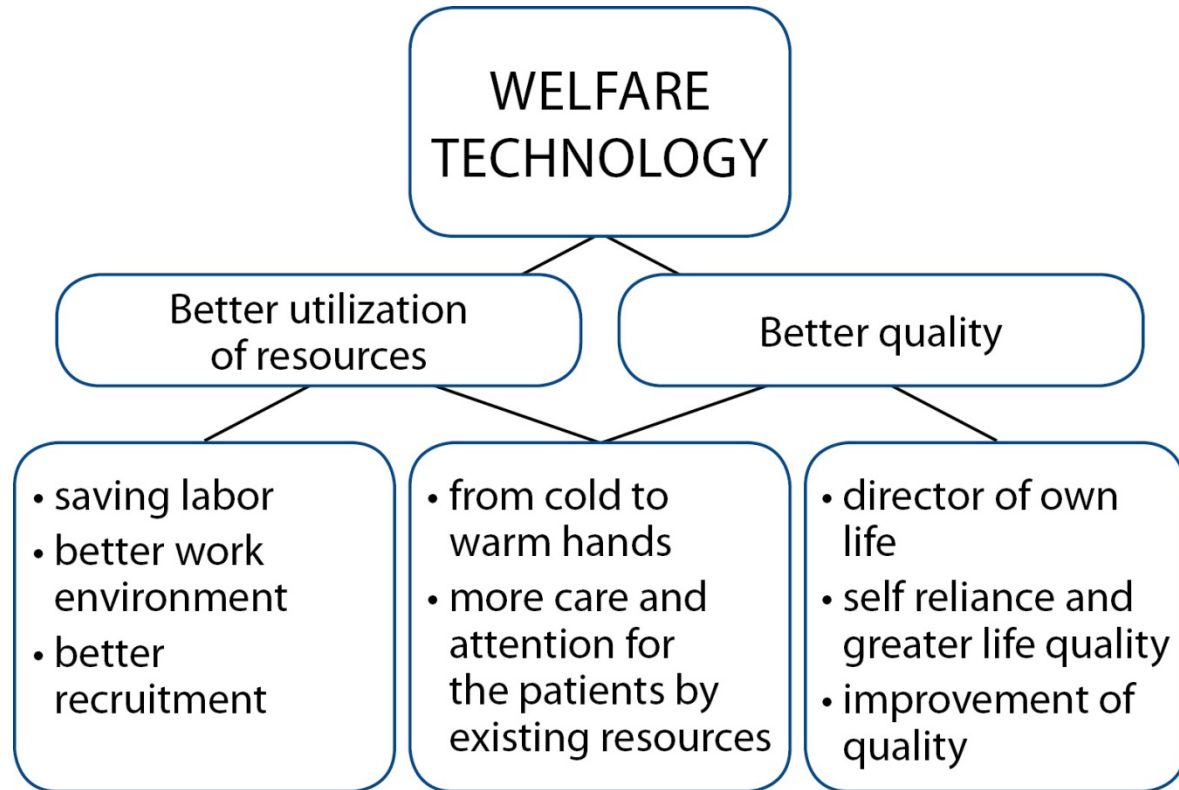 WELFARE
TECHNOLOGY
Better utilization
of resources
Better quality
• saving labor
• better work
environment
• better
recruitment
• from cold to
warm hands
• more care and
attention for
the patients by
existing resources
• director of own
life
• self reliance and
greater life quality
• improvement of
quality